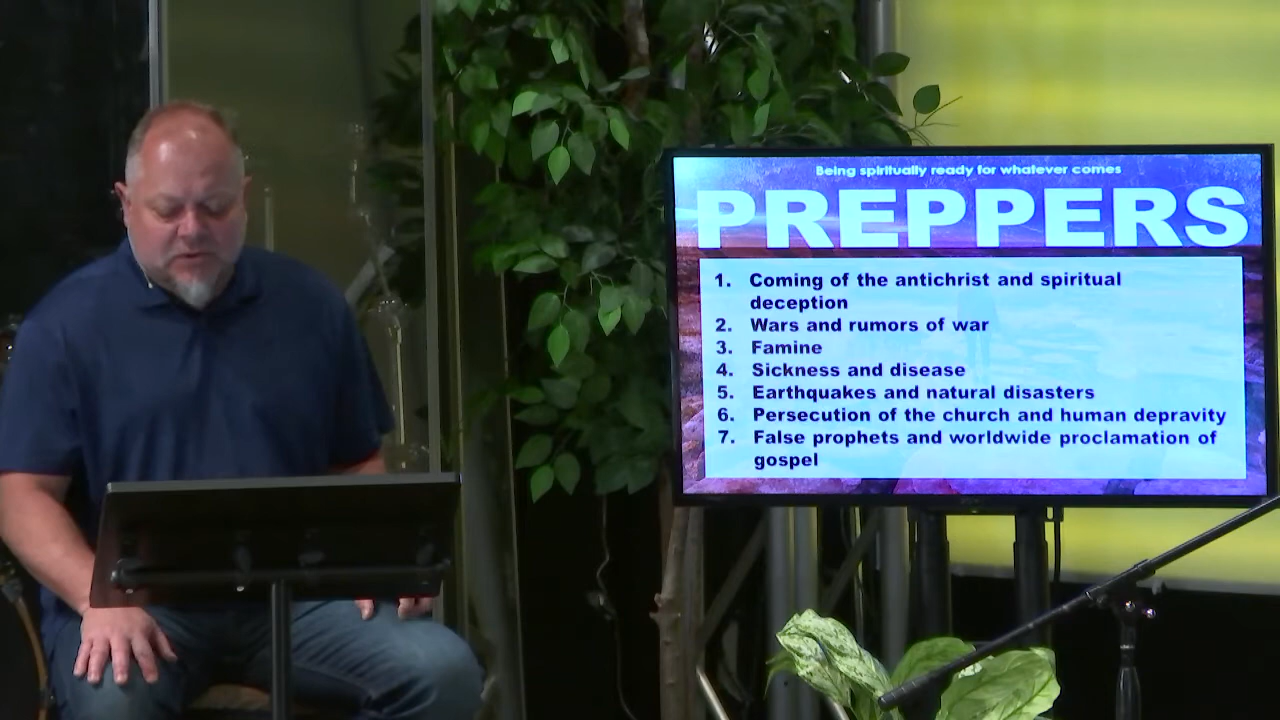 Being spiritually ready for whatever comes
PREPPERS
1. Coming of the antichrist and spiritual
deception
2. Wars and rumors of war
3. Famine
4. Sickness and disease
5. Earthquakes and natural disasters
6. Persecution of the church and human depravity
7. False prophets and worldwide proclamation of
gospel